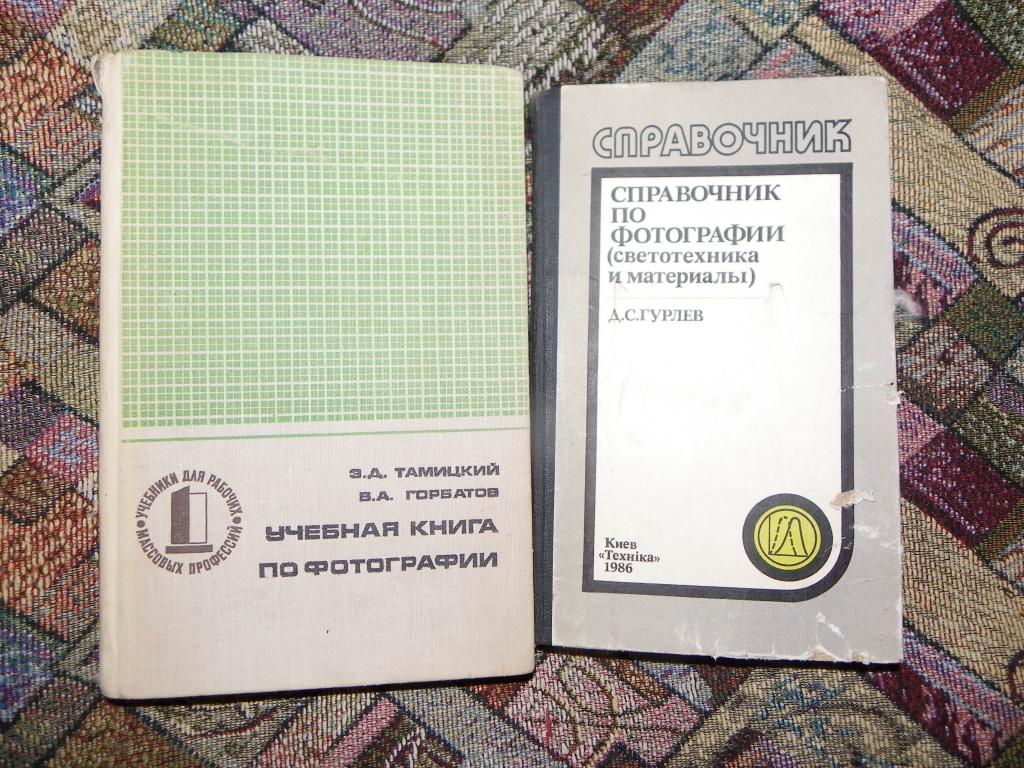 Э.Д. ТАМИЦКИЙ
В.А. ГОРБАТОВ
УЧЕБНАЯ КНИГА
ПО ФОТОГРАФИИ
УЧЕБНИКИ ДЛЯ РАБОЧИХ
МАССОВЫХ ПРОФЕССИЙ
СПРАВОЧНИК
СПРАВОЧНИК
ПО
ФОТОГРАФИИ
(светотехника
и материалы)
Д.С.ГУРЛЕВ
Киев
«Технiка»
1986